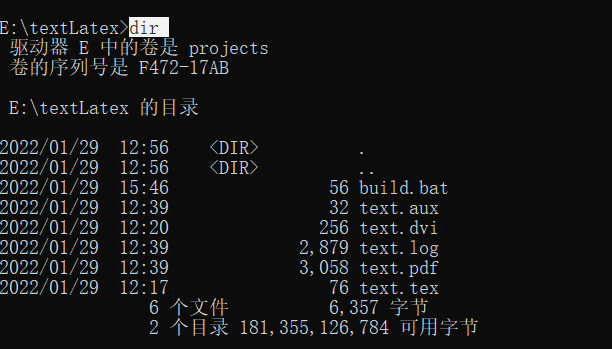 E:\textLatex>dir
驱动器 E 中的卷是 projects
卷的序列号是 F472-17AB
E:\textLatex 的目录
2022/01/29  12:56    <DIR>          .
2022/01/29  12:56    <DIR>          ..
2022/01/29  15:46                56 build.bat
2022/01/29  12:39                32 text.aux
2022/01/29  12:20               256 text.dvi
2022/01/29  12:39             2,879 text.log
2022/01/29  12:39             3,058 text.pdf
2022/01/29  12:17                76 text.tex
6 个文件          6,357 字节
2 个目录 181,355,126,784 可用字节